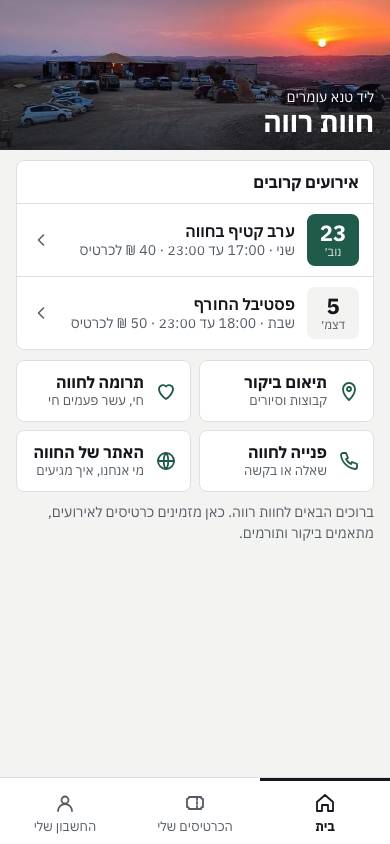 ליד טנא עומרים
חוות רווה
אירועים קרובים
23
נוב׳
ערב קטיף בחווה
שני · 17:00 עד 23:00 · 40 ₪ לכרטיס
5
דצמ׳
פסטיבל החורף
שבת · 18:00 עד 23:00 · 50 ₪ לכרטיס
תיאום ביקור
קבוצות וסיורים
תרומה לחווה
חי, עשר פעמים חי
פנייה לחווה
שאלה או בקשה
האתר של החווה
מי אנחנו, איך מגיעים
ברוכים הבאים לחוות רווה. כאן מזמינים כרטיסים לאירועים,
מתאמים ביקור ותורמים.
בית
הכרטיסים שלי
החשבון שלי